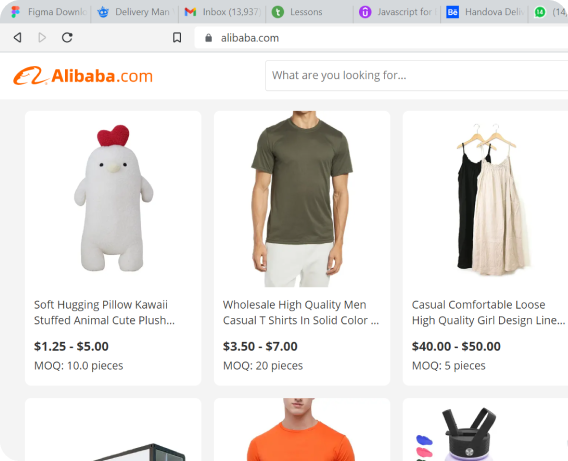 Figma Downlo
Delivery Man
Inbox (13,937
Lessons
Javascript for
Handova Deli
14
(14,
alibaba.com
Alibaba.com
What are you looking for...
Soft Hugging Pillow Kawaii
Stuffed Animal Cute Plush...
$1.25 - $5.00
MOQ: 10.0 pieces
Wholesale High Quality Men
Casual T Shirts In Solid Color ...
$3.50 - $7.00
MOQ: 20 pieces
Casual Comfortable Loose
High Quality Girl Design Line...
$40.00 - $50.00
MOQ: 5 pieces